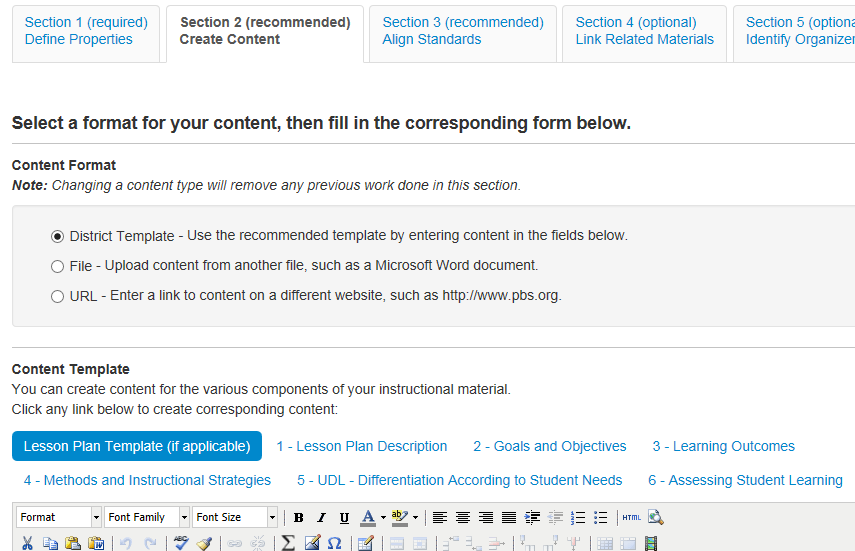 Section 1 (required) Section 2 (recommended) Section 3 (recommended) Section 4 (optional) Section 5 (optiona
Define Properties Create Content Align Standards Link Related Materials Identify Organizer
Select a format for your content, then fill in the corresponding form below.
Content Format
Note: Changing a content type will remove any previous work done in this section.
District Template - Use the recommended template by entering content in the fields below.
File - Upload content from another file, such as a Microsoft Word document.
URL - Enter a link to content on a different website, such as http://www.pbs.org.
Content Template
You can create content for the various components of your instructional material.
Click any link below to create corresponding content:
Lesson Plan Template (if applicable) 1 - Lesson Plan Description 2 - Goals and Objectives 3 - Learning Outcomes
4 - Methods and Instructional Strategies 5 - UDL - Differentiation According to Student Needs 6 - Assessing Student Learning
Format Font Family Font Size B I U A ab HTML
ABC Σ Ω